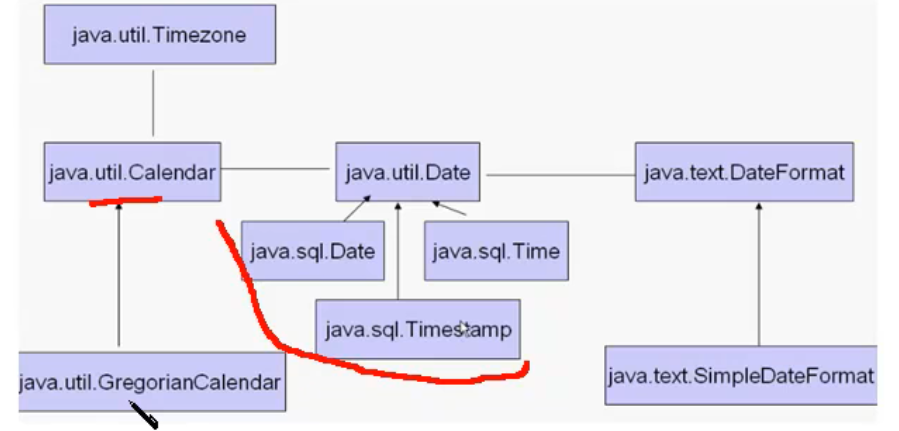 java.util.Timezone
java.util.Calendar
java.util.Date
java.text.DateFormat
java.sql.Date
java.sql.Time
java.sql.Timestamp
java.util.GregorianCalendar
java.text.SimpleDateFormat